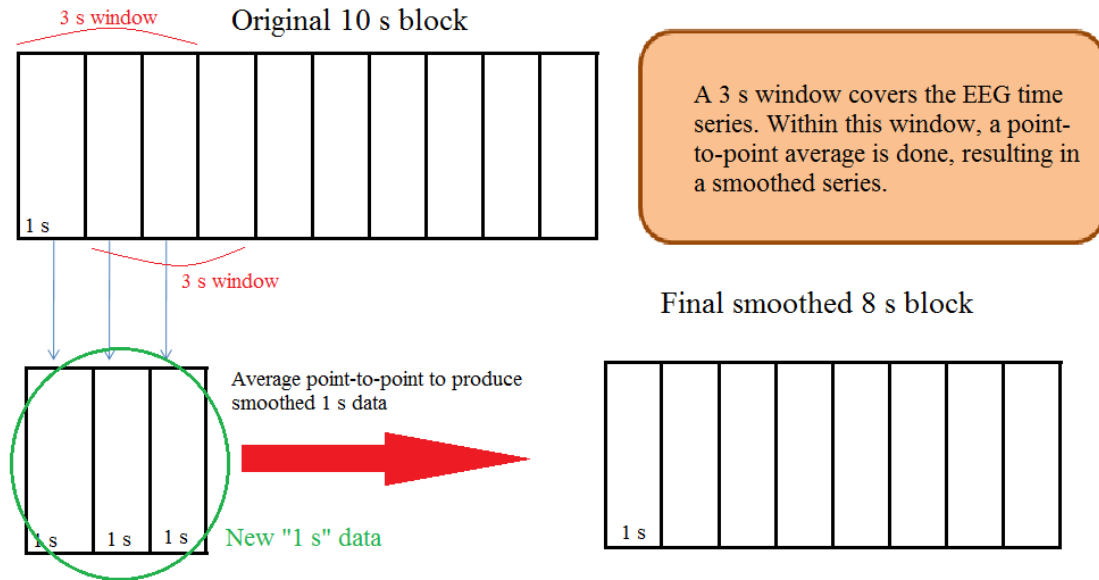 3 s window
Original 10 s block
A 3 s window covers the EEG time
series. Within this window, a point-
to-point average is done, resulting in
a smoothed series.
1 s
3 s window
Final smoothed 8 s block
Average point-to-point to produce
smoothed 1 s data
1 s
1 s
1 s
New "1 s" data
1 s